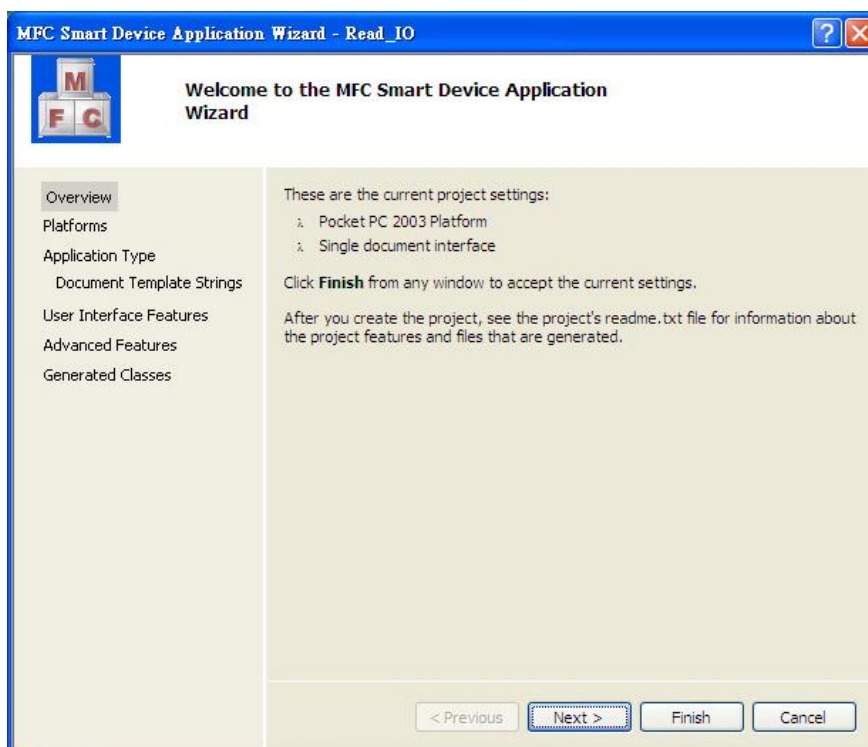 MFC Smart Device Application Wizard - Read_IO
?
M
F C
Welcome to the MFC Smart Device Application
Wizard
Overview
Platforms
Application Type
Document Template Strings
User Interface Features
Advanced Features
Generated Classes
These are the current project settings:
λ Pocket PC 2003 Platform
λ Single document interface
Click Finish from any window to accept the current settings.
After you create the project, see the project's readme.txt file for information about
the project features and files that are generated.
< Previous
Next >
Finish
Cancel